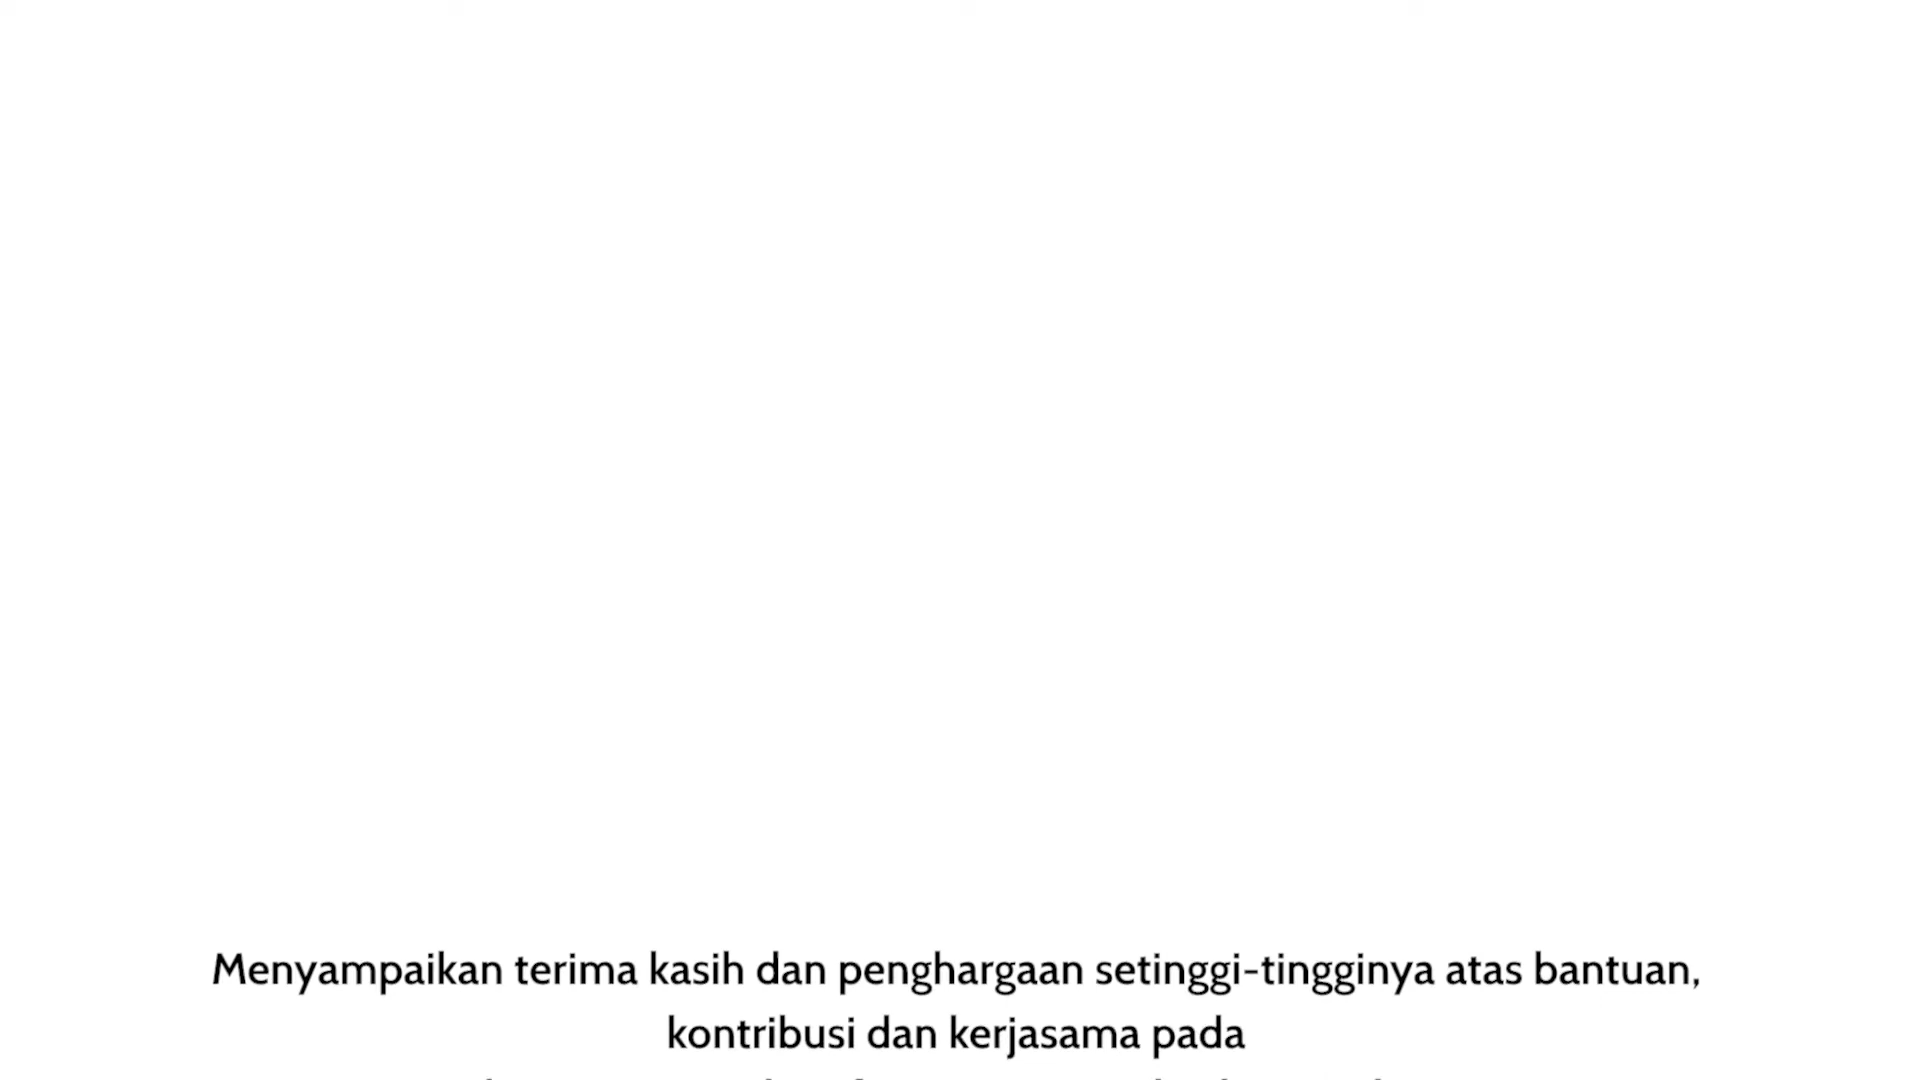 Menyampaikan terima kasih dan penghargaan setinggi-tingginya atas bantuan,
kontribusi dan kerjasama pada